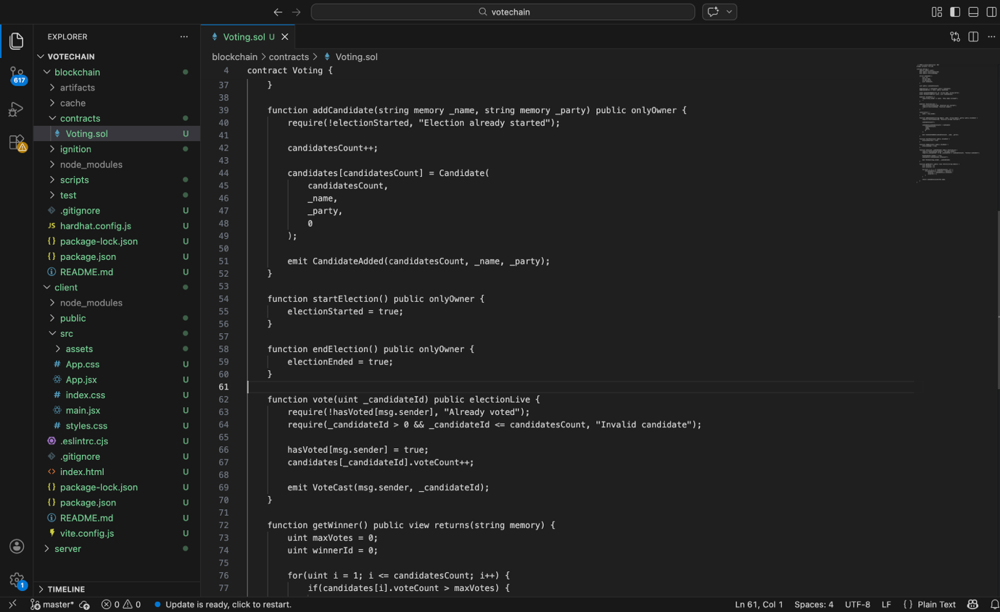 votechain
EXPLORER
Voting.sol U
VOTECHAIN
blockchain > contracts > Voting.sol
blockchain
artifacts
cache
contracts
Voting.sol U
ignition
node_modules
scripts
test
.gitignore U
JS hardhat.config.js U
{} package-lock.json U
{} package.json U
README.md U
client
node_modules
public
src
assets
# App.css U
App.jsx U
# index.css U
main.jsx U
# styles.css U
.eslintrc.cjs U
.gitignore U
<> index.html U
{} package-lock.json U
{} package.json U
README.md U
vite.config.js U
server
TIMELINE
617
1
4 contract Voting {
37 }
38
39 function addCandidate(string memory _name, string memory _party) public onlyOwner {
40 require(!electionStarted, "Election already started");
41
42 candidatesCount++;
43
44 candidates[candidatesCount] = Candidate(
45 candidatesCount,
46 _name,
47 _party,
48 0
49 );
50
51 emit CandidateAdded(candidatesCount, _name, _party);
52 }
53
54 function startElection() public onlyOwner {
55 electionStarted = true;
56 }
57
58 function endElection() public onlyOwner {
59 electionEnded = true;
60 }
61
62 function vote(uint _candidateId) public electionLive {
63 require(!hasVoted[msg.sender], "Already voted");
64 require(_candidateId > 0 && _candidateId <= candidatesCount, "Invalid candidate");
65
66 hasVoted[msg.sender] = true;
67 candidates[_candidateId].voteCount++;
68
69 emit VoteCast(msg.sender, _candidateId);
70 }
71
72 function getWinner() public view returns(string memory) {
73 uint maxVotes = 0;
74 uint winnerId = 0;
75
76 for(uint i = 1; i <= candidatesCount; i++) {
77 if(candidates[i].voteCount > maxVotes) {
master* 0 0 Update is ready, click to restart. Ln 61, Col 1 Spaces: 4 UTF-8 LF {} Plain Text